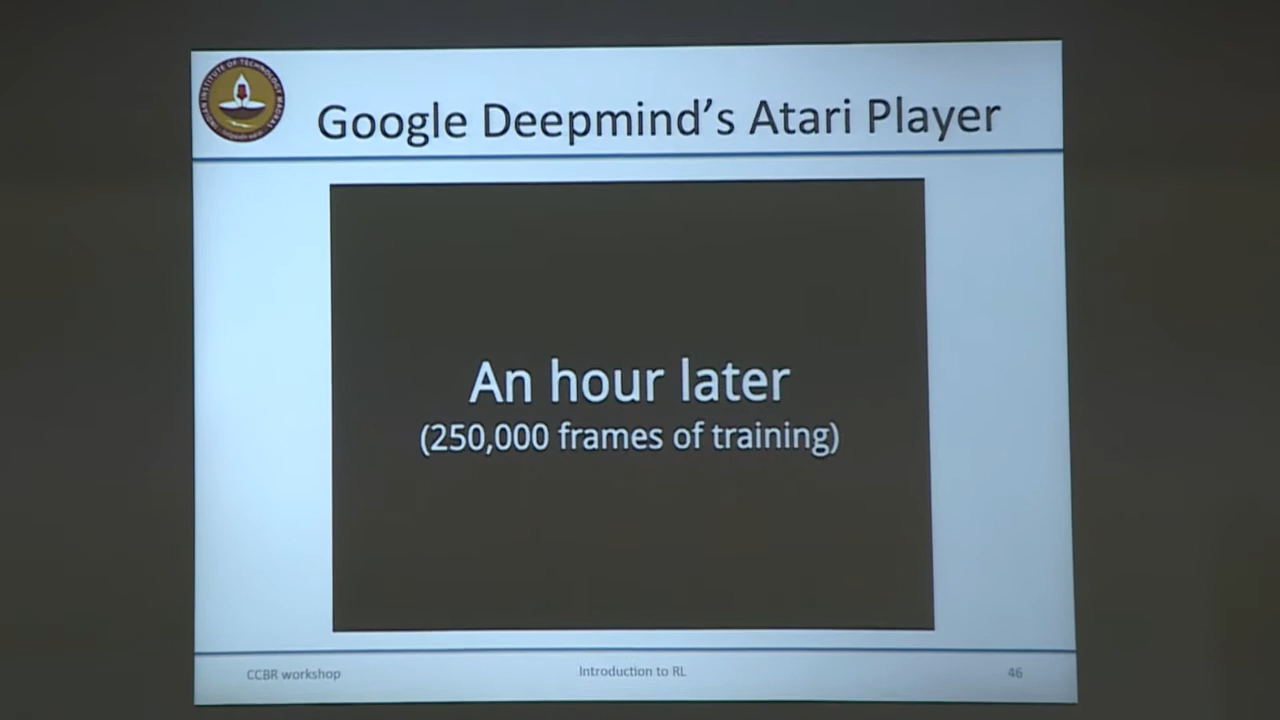 Google Deepmind's Atari Player
An hour later
(250,000 frames of training)
CCBR workshop
Introduction to RL
46